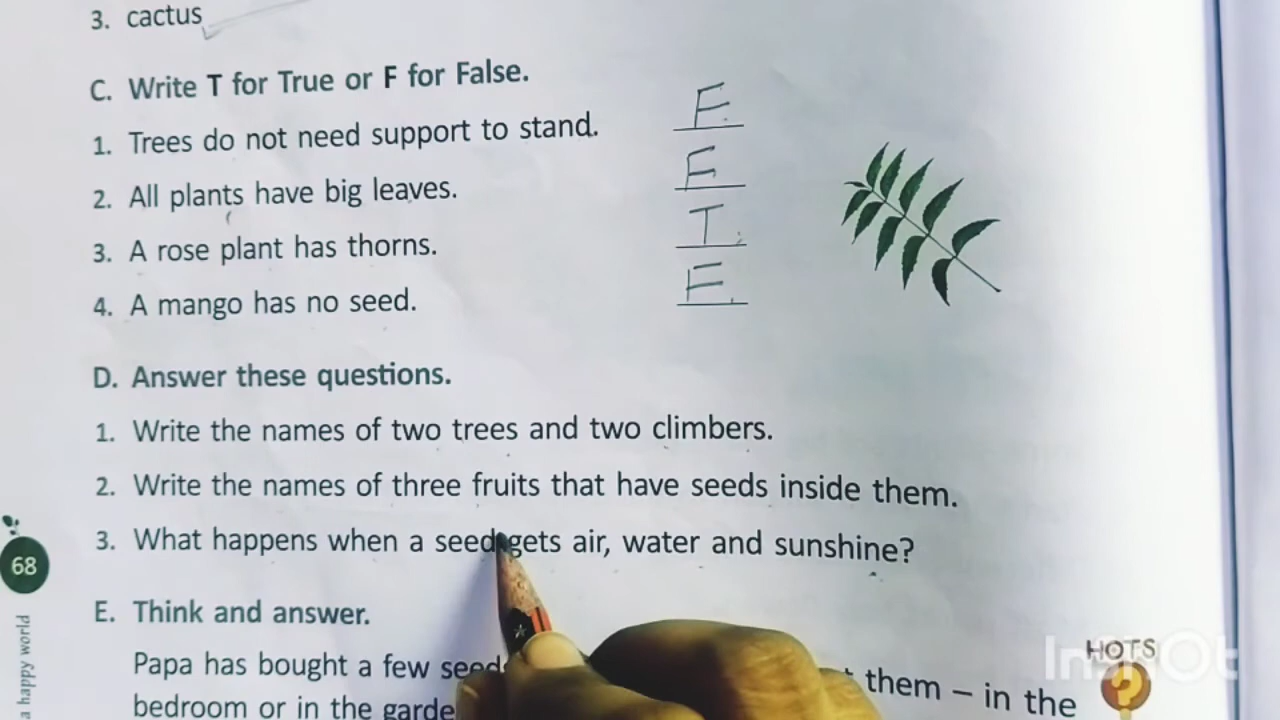 3. cactus
C. Write T for True or F for False.
1. Trees do not need support to stand. F.
2. All plants have big leaves. F
3. A rose plant has thorns. T.
4. A mango has no seed. F.
D. Answer these questions.
1. Write the names of two trees and two climbers.
2. Write the names of three fruits that have seeds inside them.
3. What happens when a seed gets air, water and sunshine?
68
E. Think and answer.
HOTS
Papa has bought a few them – in the
bedroom or in the
a happy world